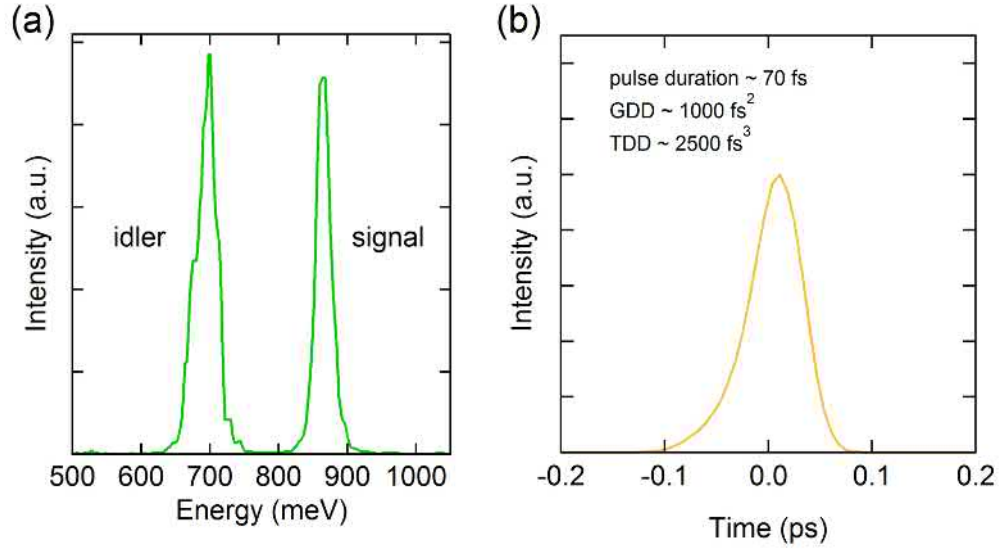 (a)
Intensity (a.u.)
idler
signal
500 600 700 800 900 1000
Energy (meV)
(b)
Intensity (a.u.)
pulse duration ~ 70 fs
GDD ~ 1000 fs²
TDD ~ 2500 fs³
-0.2 -0.1 0.0 0.1 0.2
Time (ps)